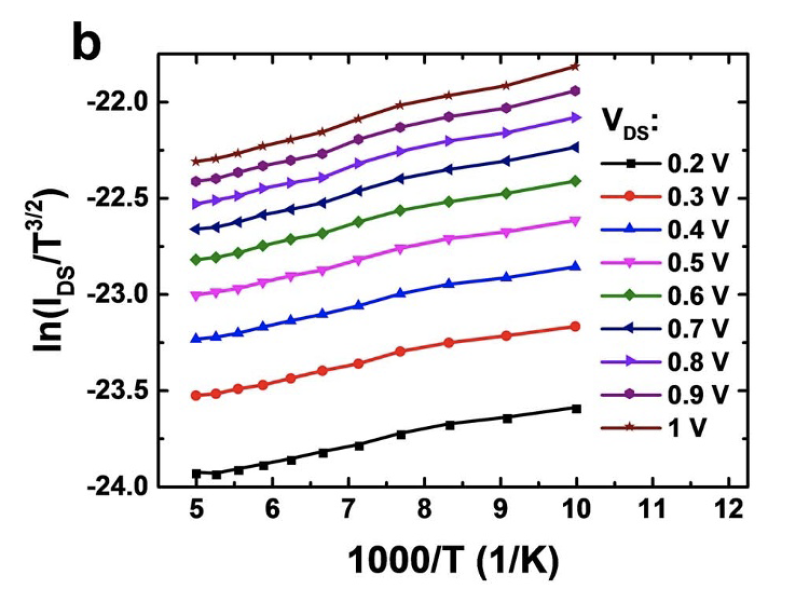 b
ln(I_DS/T^3/2)
-22.0
-22.5
-23.0
-23.5
-24.0
V_DS:
0.2 V
0.3 V
0.4 V
0.5 V
0.6 V
0.7 V
0.8 V
0.9 V
1 V
5 6 7 8 9 10 11 12
1000/T (1/K)